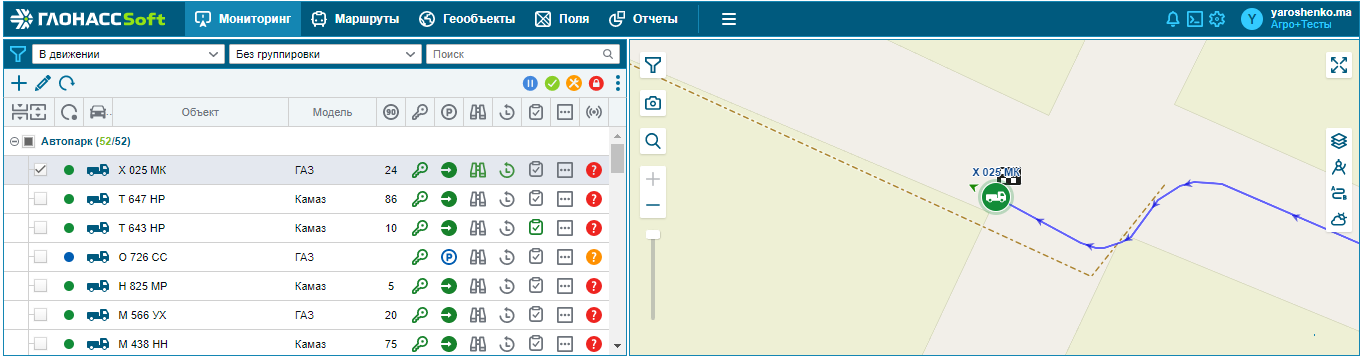 ГЛОНАССSoft Мониторинг Маршруты Геообъекты Поля Отчеты yaroshenko.ma
Агро+Тесты
Y
В движении Без группировки Поиск
Объект Модель 90 P
Автопарк (52/52)
Х 025 МК ГАЗ 24 ?
Т 647 НР Камаз 86 ?
Т 643 НР Камаз 10 ?
О 726 СС ГАЗ P ?
Н 825 МР Камаз 5 ?
М 566 УХ ГАЗ 20 ?
М 438 НН Камаз 75 ?
Х 025 МК